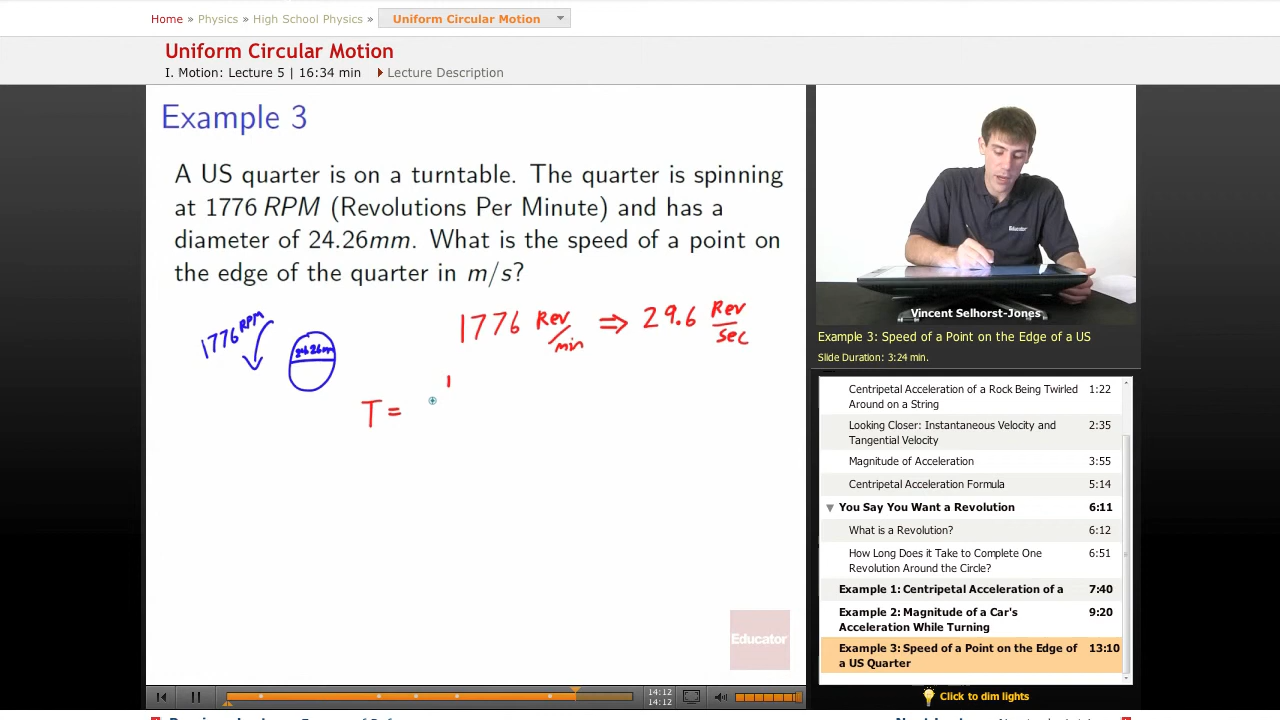 Home » Physics » High School Physics » Uniform Circular Motion
Uniform Circular Motion
I. Motion: Lecture 5 | 16:34 min Lecture Description
Example 3
A US quarter is on a turntable. The quarter is spinning
at 1776 RPM (Revolutions Per Minute) and has a
diameter of 24.26mm. What is the speed of a point on
the edge of the quarter in m/s?
1776 RPM
24.26mm
1776 Rev/min ⇒ 29.6 Rev/sec
T = 1
Educator
Educator
Vincent Selhorst-Jones
Example 3: Speed of a Point on the Edge of a US
Slide Duration: 3:24 min.
Centripetal Acceleration of a Rock Being Twirled 1:22
Around on a String
Looking Closer: Instantaneous Velocity and 2:35
Tangential Velocity
Magnitude of Acceleration 3:55
Centripetal Acceleration Formula 5:14
You Say You Want a Revolution 6:11
What is a Revolution? 6:12
How Long Does it Take to Complete One 6:51
Revolution Around the Circle?
Example 1: Centripetal Acceleration of a 7:40
Example 2: Magnitude of a Car's 9:20
Acceleration While Turning
Example 3: Speed of a Point on the Edge of 13:10
a US Quarter
14:12
14:12
Click to dim lights